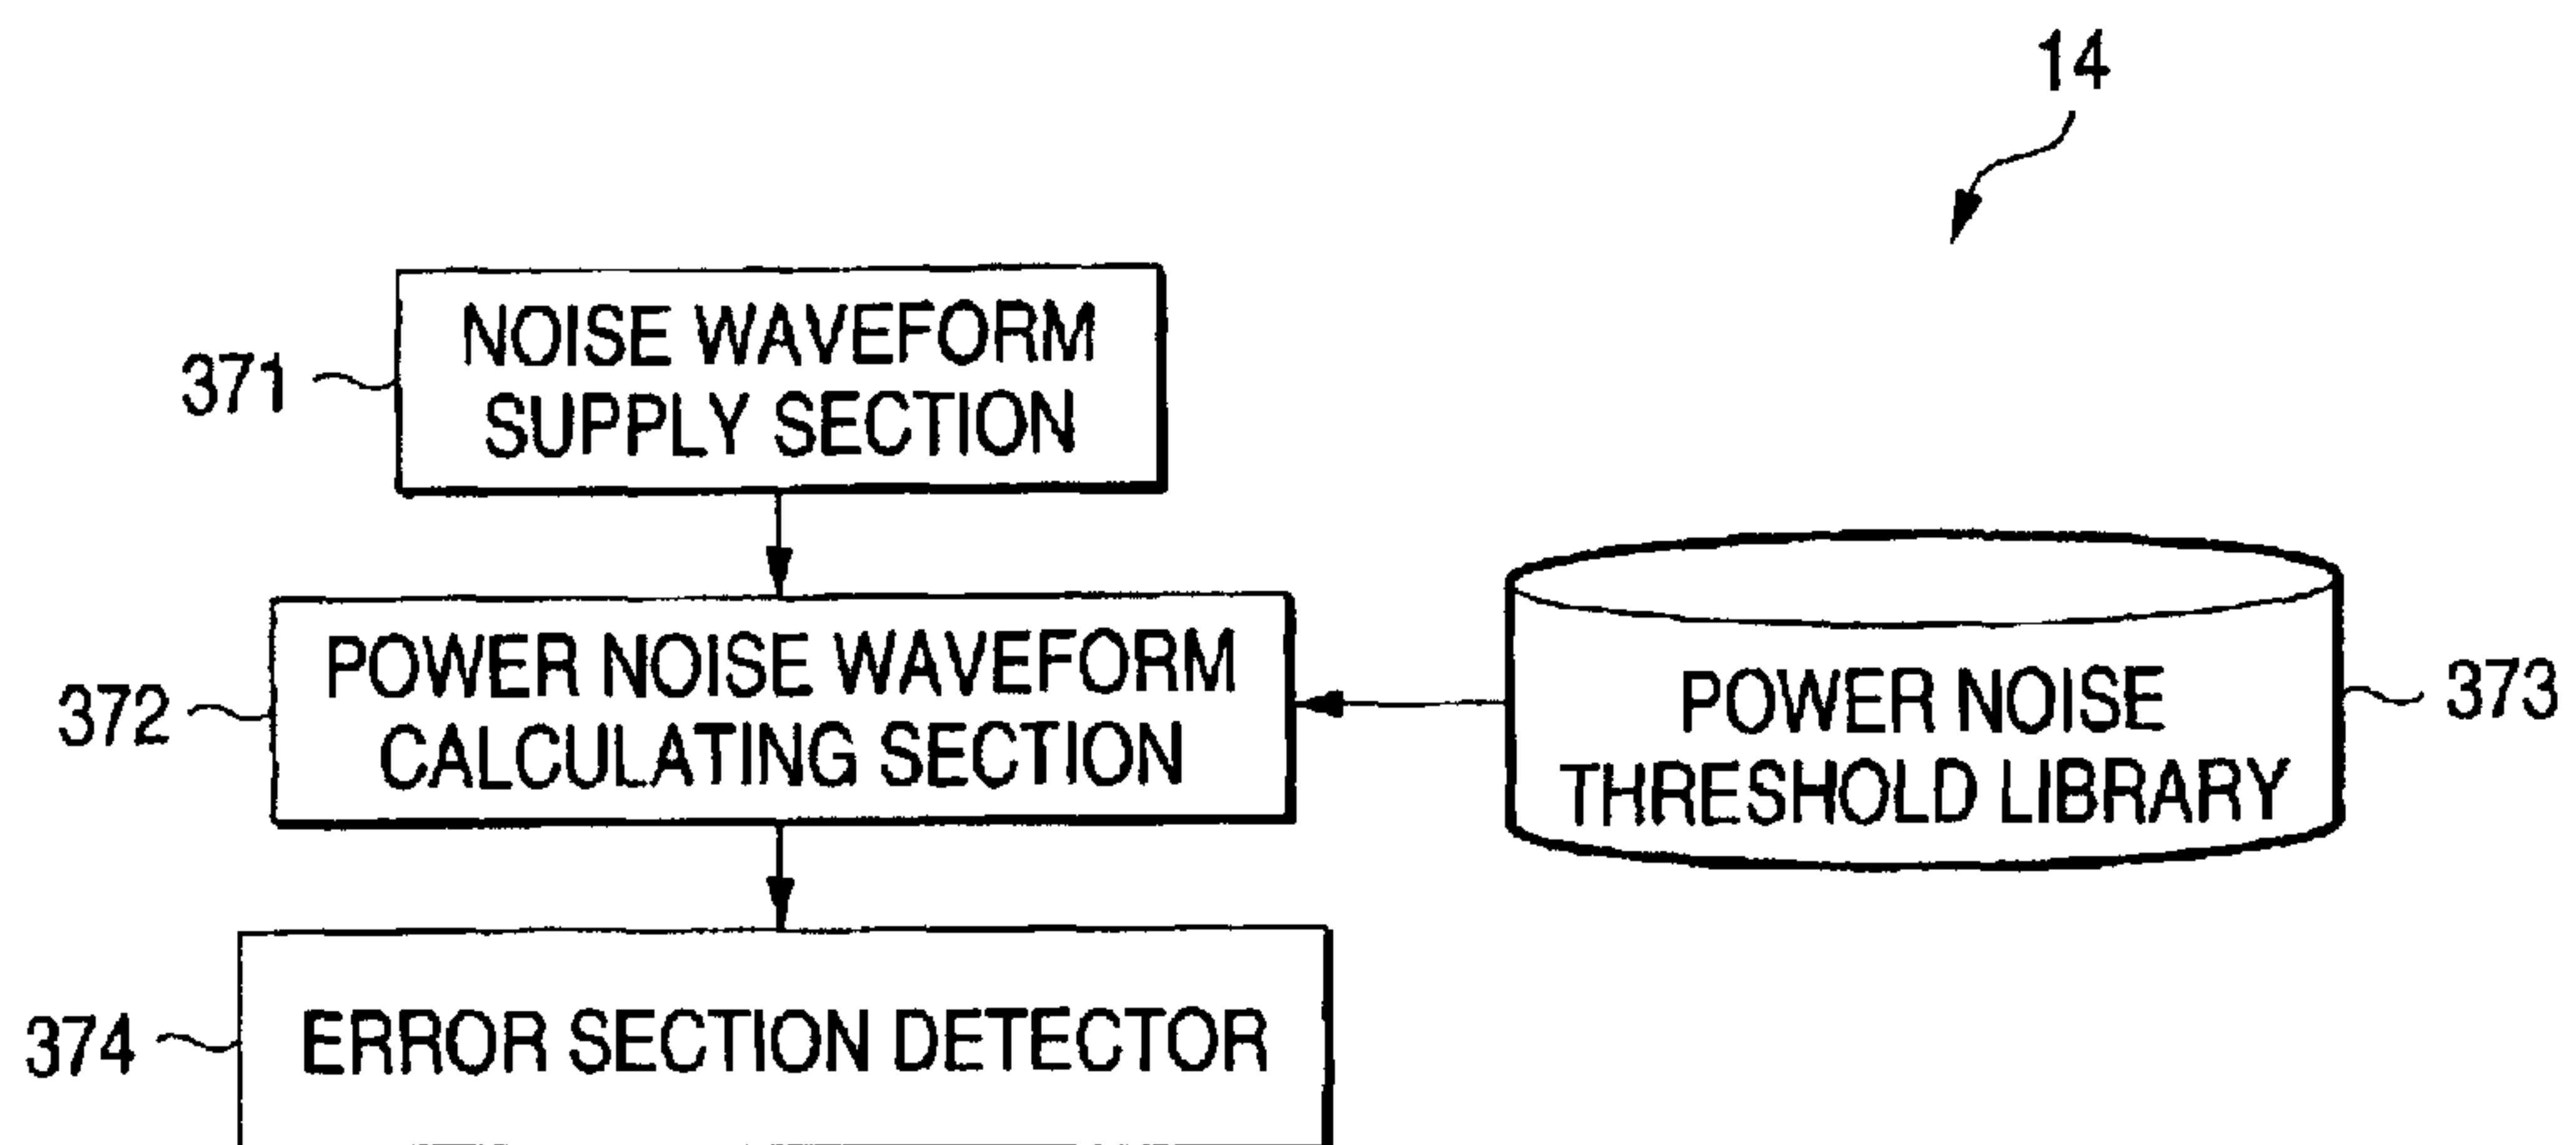 14
371
NOISE WAVEFORM
SUPPLY SECTION
372
POWER NOISE WAVEFORM
CALCULATING SECTION
POWER NOISE
THRESHOLD LIBRARY
373
374
ERROR SECTION DETECTOR